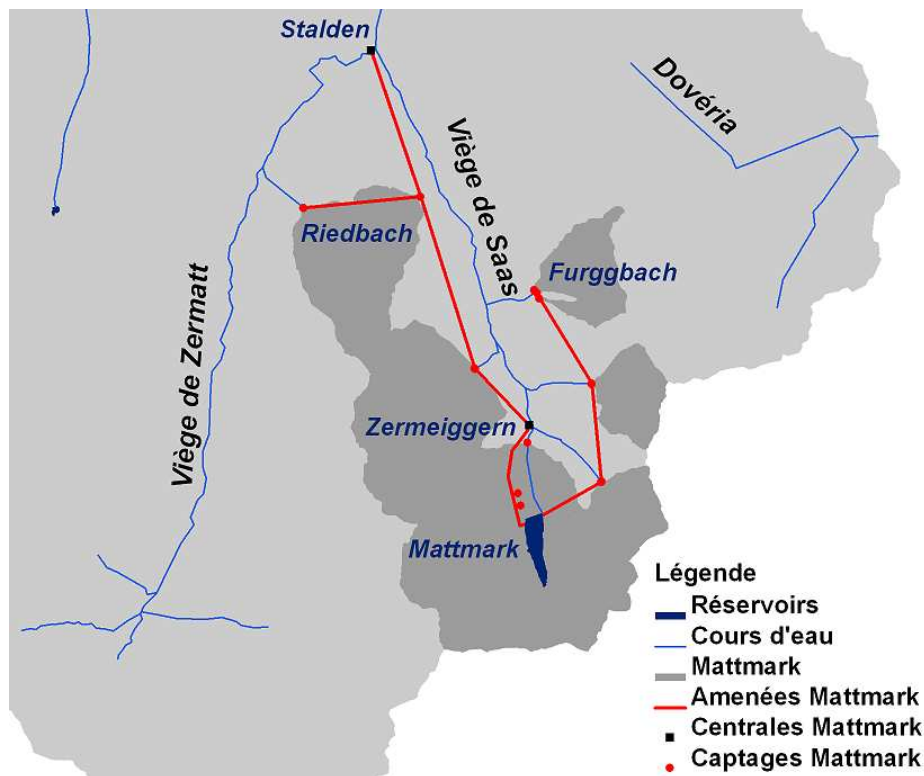 Stalden
Dovéria
Viège de Saas
Riedbach
Furggbach
Viège de Zermatt
Zermeiggern
Mattmark
Légende
Réservoirs
Cours d'eau
Mattmark
Amenées Mattmark
Centrales Mattmark
Captages Mattmark